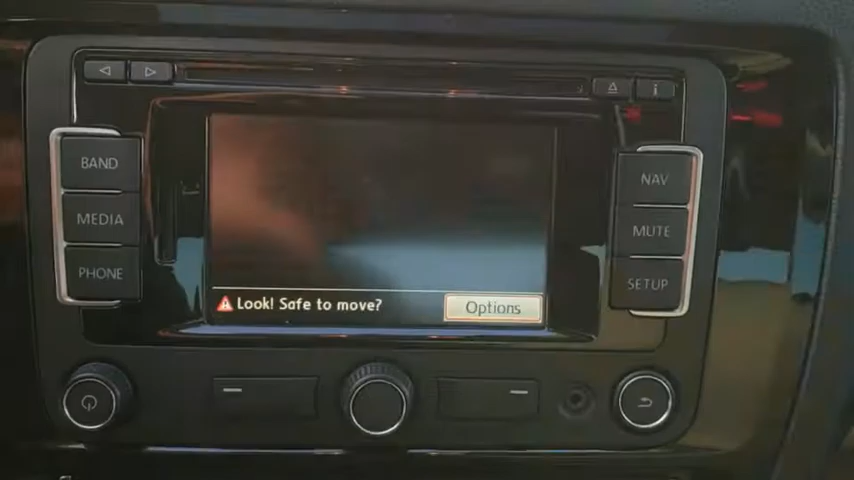 BAND
MEDIA
PHONE
NAV
MUTE
SETUP
Look! Safe to move?
Options